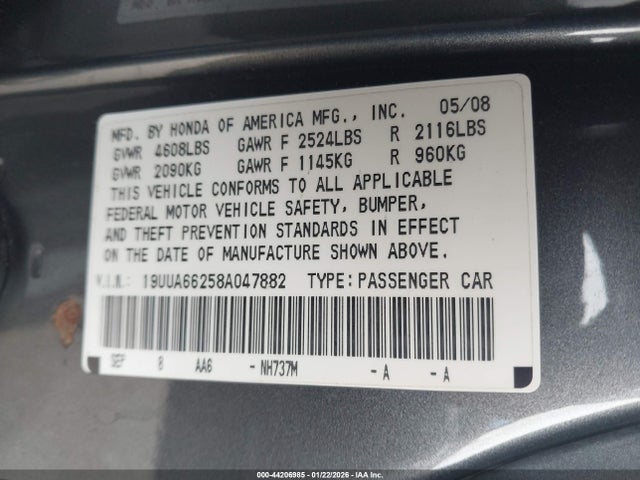 MFD. BY HONDA OF AMERICA MFG., INC. 05/08
GVWR 4608LBS GAWR F 2524LBS R 2116LBS
GVWR 2090KG GAWR F 1145KG R 960KG
THIS VEHICLE CONFORMS TO ALL APPLICABLE
FEDERAL MOTOR VEHICLE SAFETY, BUMPER,
AND THEFT PREVENTION STANDARDS IN EFFECT
ON THE DATE OF MANUFACTURE SHOWN ABOVE.
V.I.N.: 19UUA66258A047882 TYPE:PASSENGER CAR
SEP 8 AA6 - NH737M - A - A
000-44206985 - 01/22/2026 - IAA Inc.